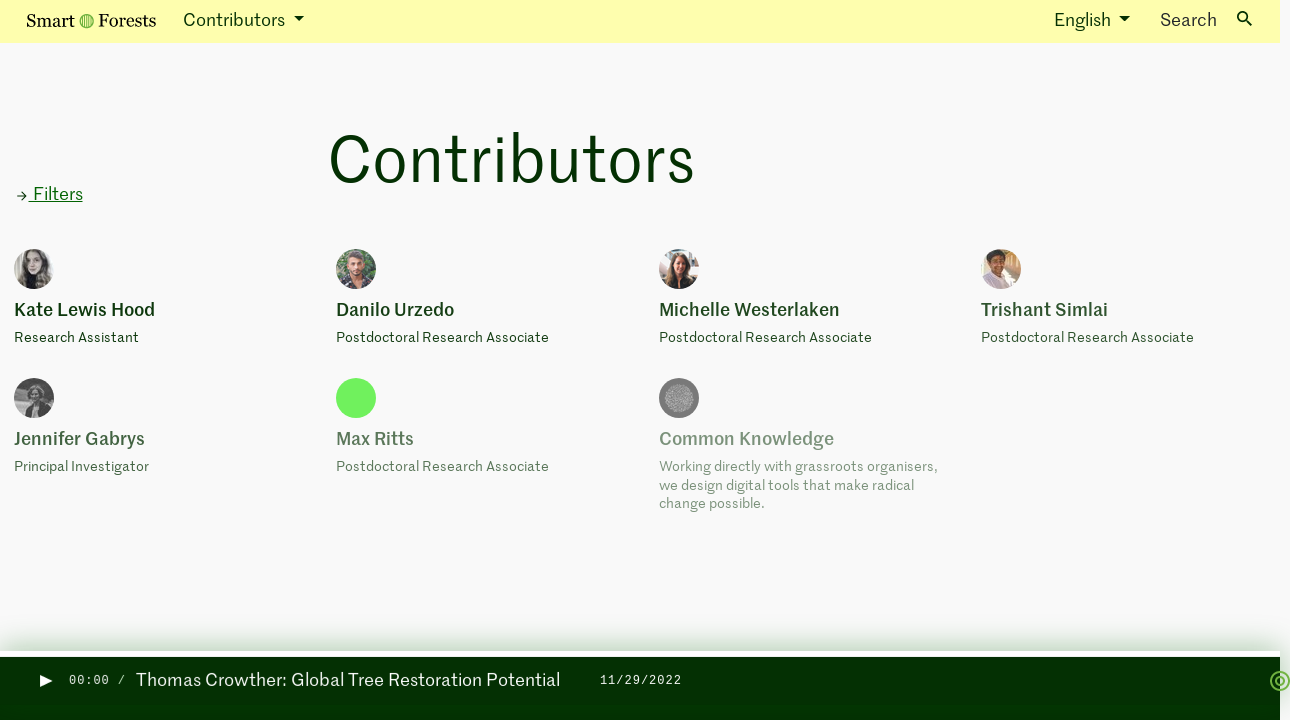 Smart Forests Contributors English Search
Contributors
Filters
Kate Lewis Hood
Research Assistant
Danilo Urzedo
Postdoctoral Research Associate
Michelle Westerlaken
Postdoctoral Research Associate
Trishant Simlai
Postdoctoral Research Associate
Jennifer Gabrys
Principal Investigator
Max Ritts
Postdoctoral Research Associate
Common Knowledge
Working directly with grassroots organisers,
we design digital tools that make radical
change possible.
00:00 / Thomas Crowther: Global Tree Restoration Potential 11/29/2022